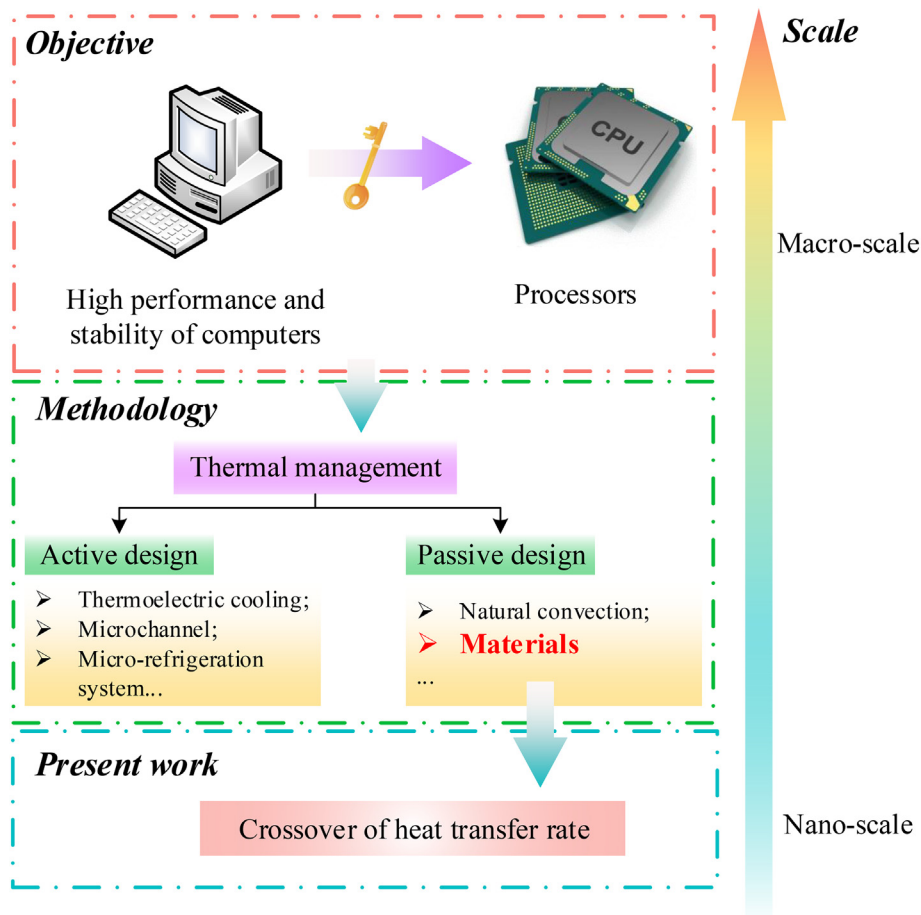 Objective
Scale
CPU
High performance and
stability of computers
Processors
Macro-scale
Methodology
Thermal management
Active design
Passive design
➢ Thermoelectric cooling;
➢ Microchannel;
➢ Micro-refrigeration
system...
➢ Natural convection;
➢ Materials
...
Present work
Crossover of heat transfer rate
Nano-scale